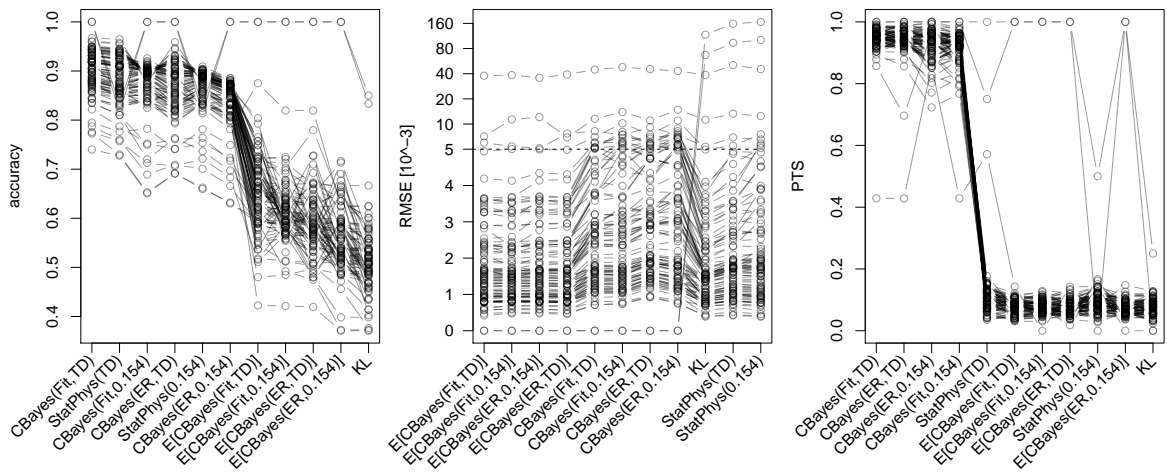 accuracy
1.0
0.9
0.8
0.7
0.6
0.5
0.4
CBayes(Fit,TD)
StatPhys(TD)
CBayes(Fit,0.154)
CBayes(ER,TD)
StatPhys(0.154)
CBayes(ER,0.154)
E[CBayes(Fit,TD)]
E[CBayes(Fit,0.154)]
E[CBayes(ER,TD)]
E[CBayes(ER,0.154)]
KL
RMSE [10^−3]
160
80
40
20
10
5
4
3
2
1
0
E[CBayes(Fit,TD)]
E[CBayes(Fit,0.154)]
E[CBayes(ER,0.154)]
E[CBayes(ER,TD)]
CBayes(Fit,TD)
CBayes(Fit,0.154)
CBayes(ER,TD)
CBayes(ER,0.154)
KL
StatPhys(TD)
StatPhys(0.154)
PTS
1.0
0.8
0.6
0.4
0.2
0.0
CBayes(Fit,TD)
CBayes(ER,TD)
CBayes(ER,0.154)
CBayes(Fit,0.154)
StatPhys(TD)
E[CBayes(Fit,TD)]
E[CBayes(Fit,0.154)]
E[CBayes(ER,TD)]
StatPhys(0.154)
E[CBayes(ER,0.154)]
KL